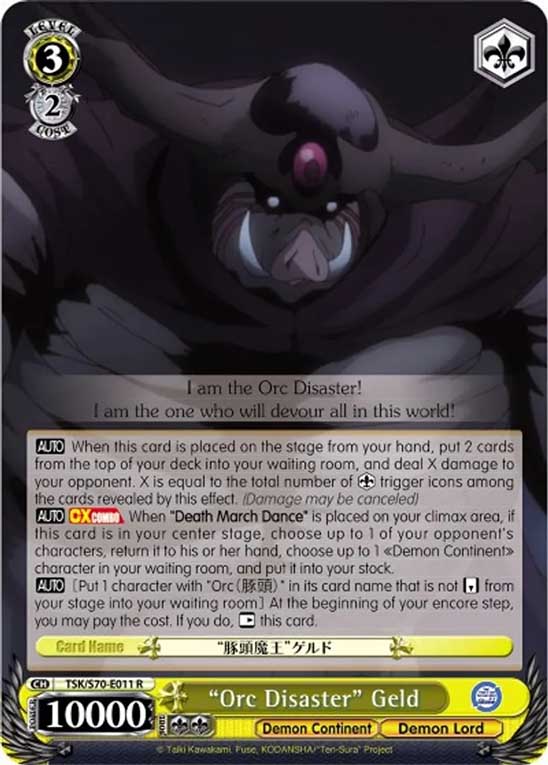 LEVEL
3
2
COST
I am the Orc Disaster!
I am the one who will devour all in this world!
AUTO When this card is placed on the stage from your hand, put 2 cards
from the top of your deck into your waiting room, and deal X damage to
your opponent. X is equal to the total number of trigger icons among
the cards revealed by this effect. (Damage may be canceled)
AUTO CXCOMBO When "Death March Dance" is placed on your climax area, if
this card is in your center stage, choose up to 1 of your opponent's
characters, return it to his or her hand, choose up to 1 «Demon Continent»
character in your waiting room, and put it into your stock.
AUTO [Put 1 character with "Orc(豚頭)" in its card name that is not from
your stage into your waiting room] At the beginning of your encore step,
you may pay the cost. If you do, this card.
Card Name "豚頭魔王"ゲルド
CH TSK/S70-E011 R
"Orc Disaster" Geld
POWER 10000 SOUL Demon Continent Demon Lord
© Taiki Kawakami, Fuse, KODANSHA/"Ten-Sura" Project